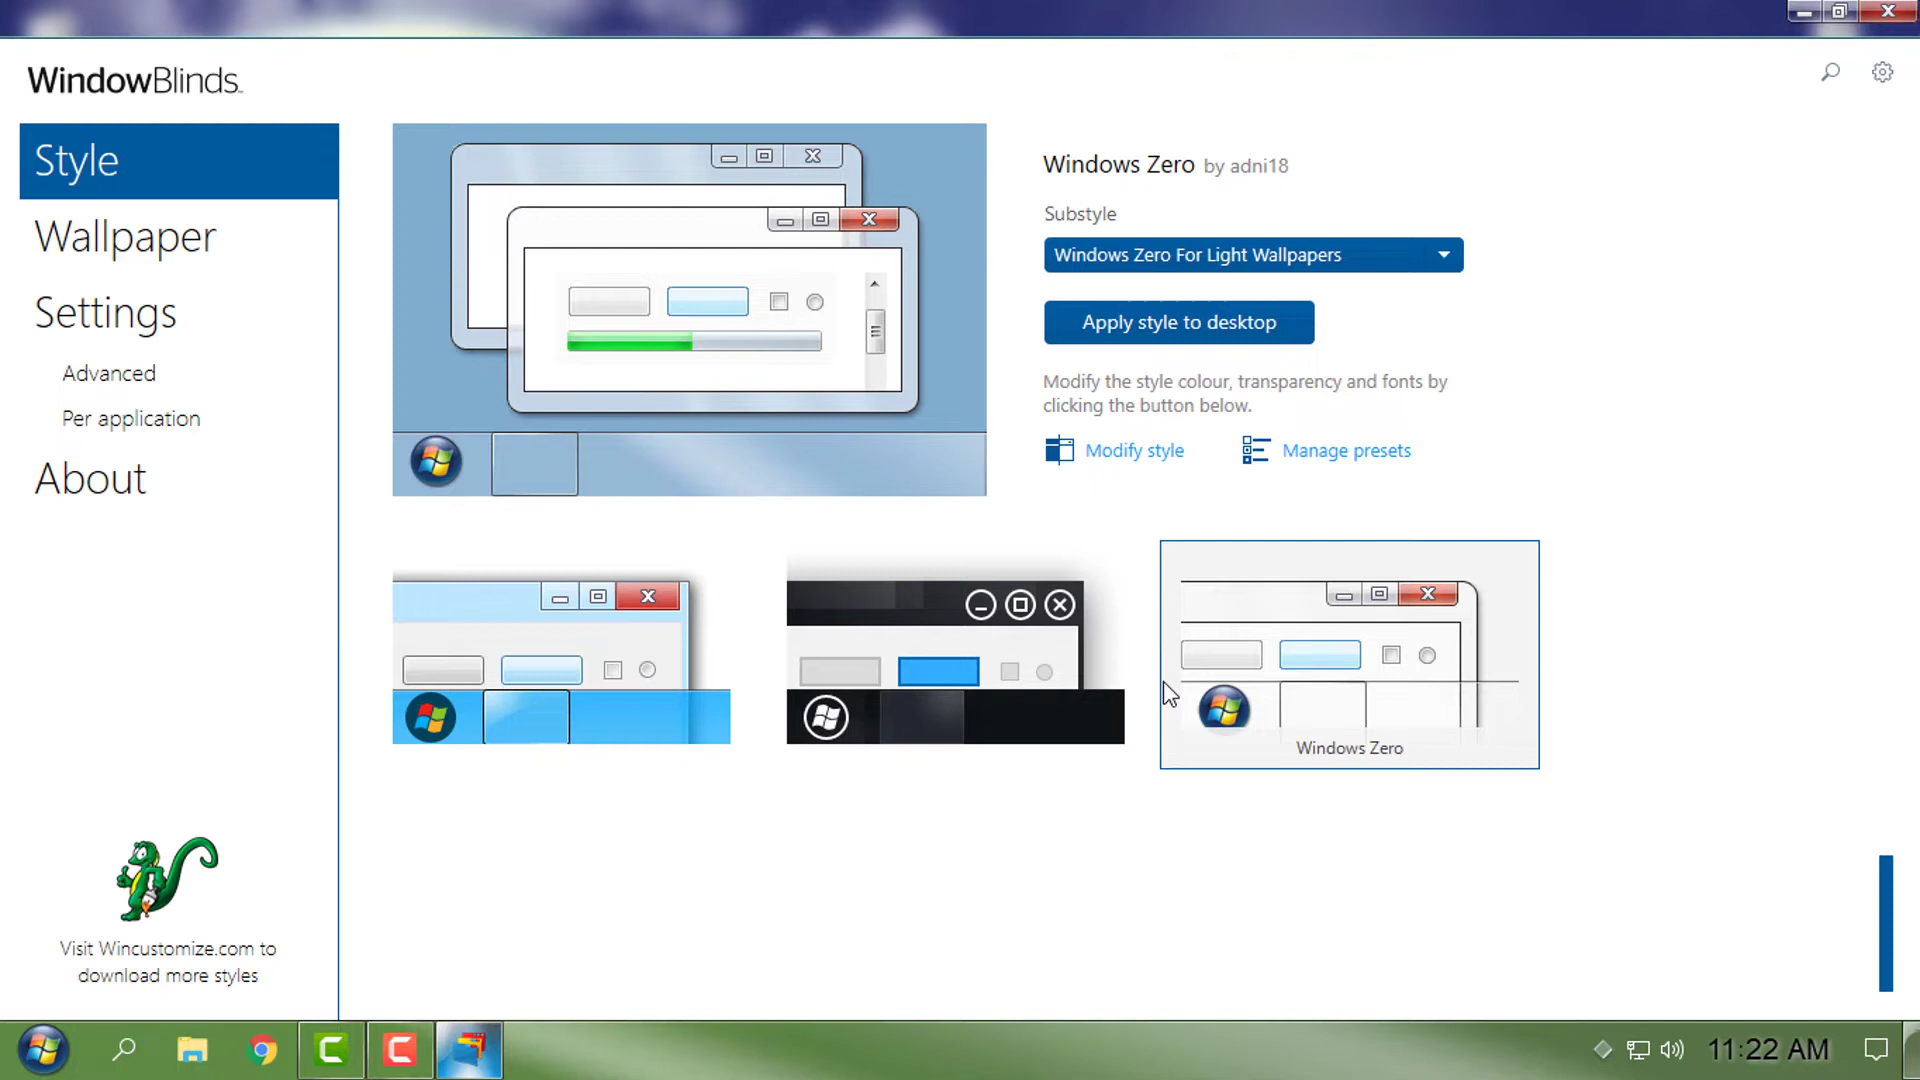 WindowBlinds™
Style
Wallpaper
Settings
Advanced
Per application
About
Visit Wincustomize.com to
download more styles
Windows Zero by adni18
Substyle
Windows Zero For Light Wallpapers
Apply style to desktop
Modify the style colour, transparency and fonts by
clicking the button below.
Modify style
Manage presets
Windows Zero
11:22 AM